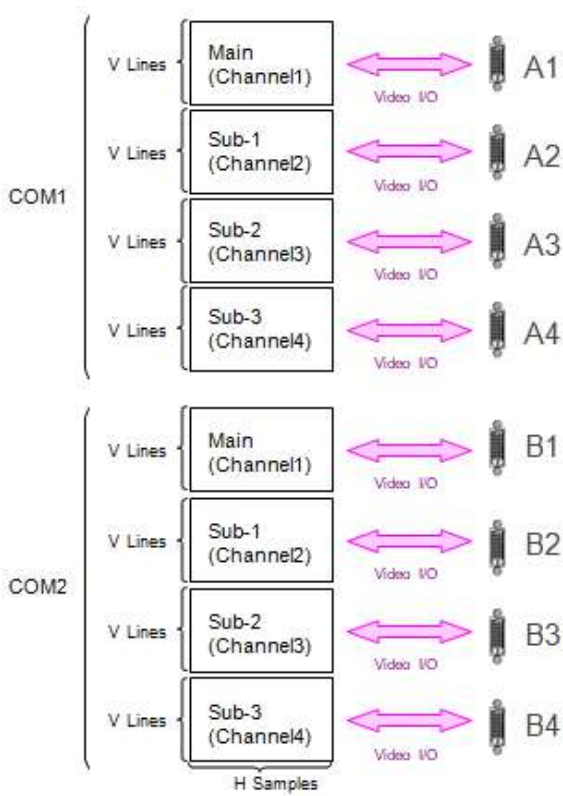 V Lines
Main
(Channel1)
Video I/O
A1
V Lines
Sub-1
(Channel2)
Video I/O
A2
COM1
V Lines
Sub-2
(Channel3)
Video I/O
A3
V Lines
Sub-3
(Channel4)
Video I/O
A4
V Lines
Main
(Channel1)
Video I/O
B1
V Lines
Sub-1
(Channel2)
Video I/O
B2
COM2
V Lines
Sub-2
(Channel3)
Video I/O
B3
V Lines
Sub-3
(Channel4)
Video I/O
B4
H Samples